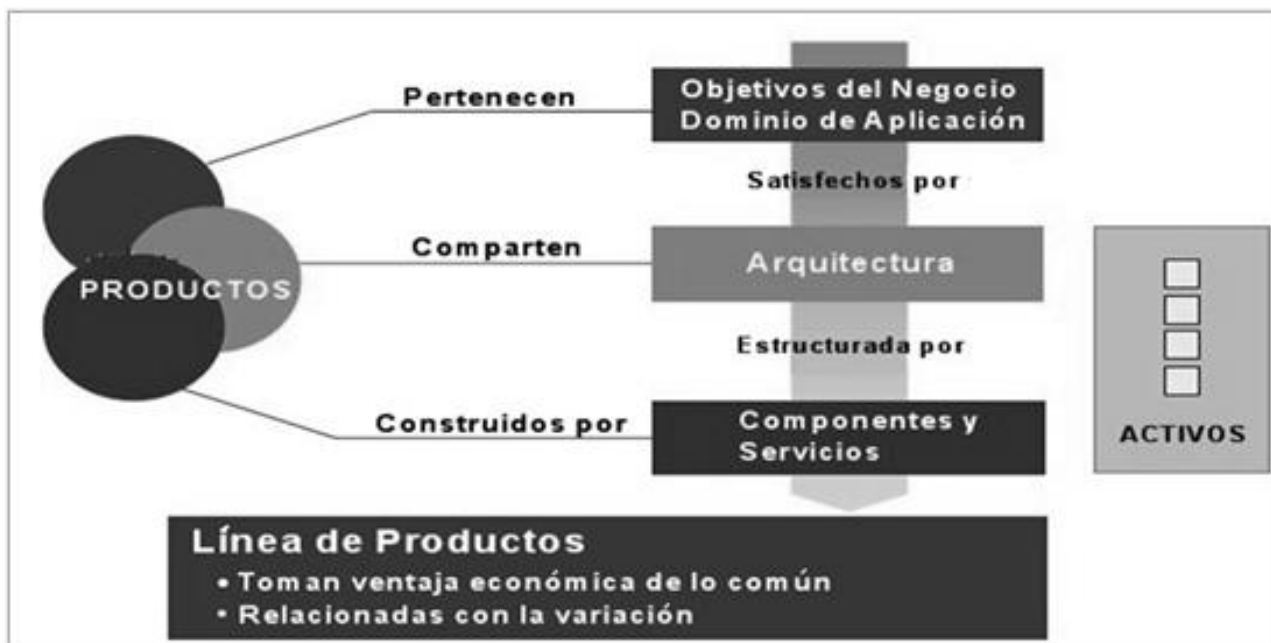 Pertenecen
Objetivos del Negocio
Dominio de Aplicación
Satisfechos por
Comparten
Arquitectura
PRODUCTOS
Estructurada por
Construidos por
Componentes y
Servicios
ACTIVOS
Línea de Productos
• Toman ventaja económica de lo común
• Relacionadas con la variación